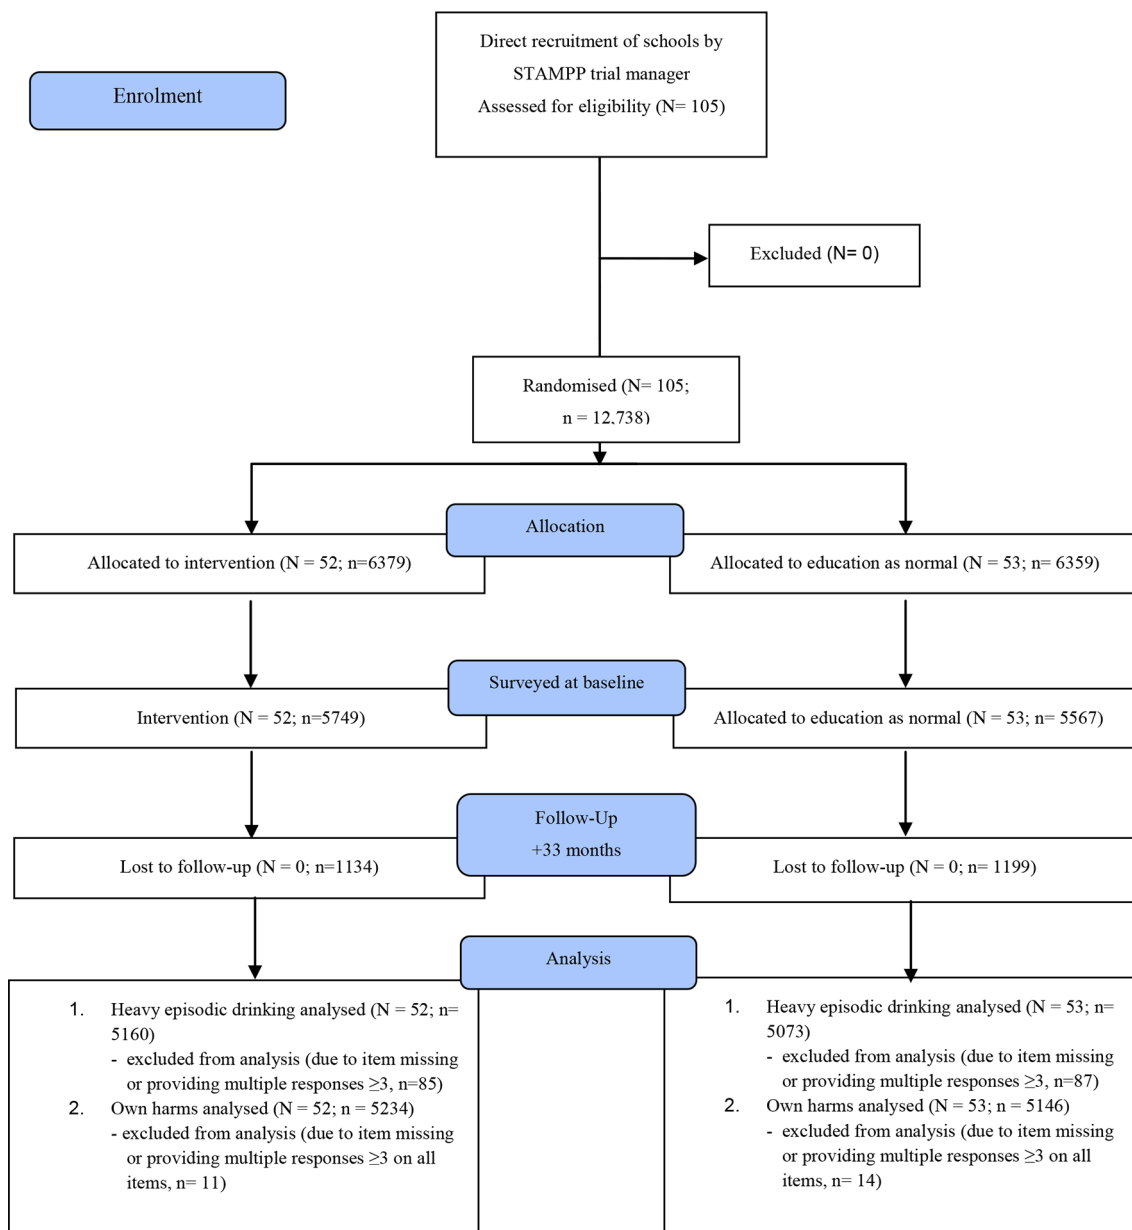 Direct recruitment of schools by
STAMPP trial manager
Assessed for eligibility (N= 105)
Enrolment
Excluded (N= 0)
Randomised (N= 105;
n = 12,738)
Allocation
Allocated to intervention (N = 52; n=6379)
Allocated to education as normal (N = 53; n= 6359)
Surveyed at baseline
Intervention (N = 52; n=5749)
Allocated to education as normal (N = 53; n= 5567)
Follow-Up
+33 months
Lost to follow-up (N = 0; n=1134)
Lost to follow-up (N = 0; n= 1199)
Analysis
1. Heavy episodic drinking analysed (N = 52; n=
5160)
- excluded from analysis (due to item missing
or providing multiple responses ≥3, n=85)
2. Own harms analysed (N = 52; n = 5234)
- excluded from analysis (due to item missing
or providing multiple responses ≥3 on all
items, n= 11)
1. Heavy episodic drinking analysed (N = 53; n=
5073)
- excluded from analysis (due to item missing
or providing multiple responses ≥3, n=87)
2. Own harms analysed (N = 53; n = 5146)
- excluded from analysis (due to item missing
or providing multiple responses ≥3 on all
items, n= 14)